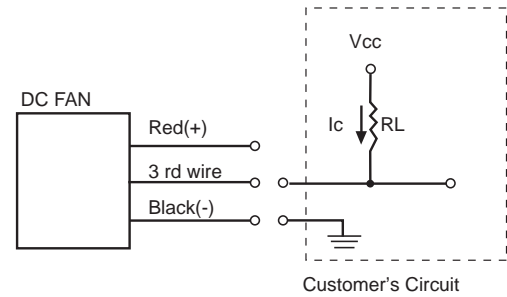 Vcc
DC FAN
Red(+)
Ic
RL
3 rd wire
Black(-)
Customer's Circuit